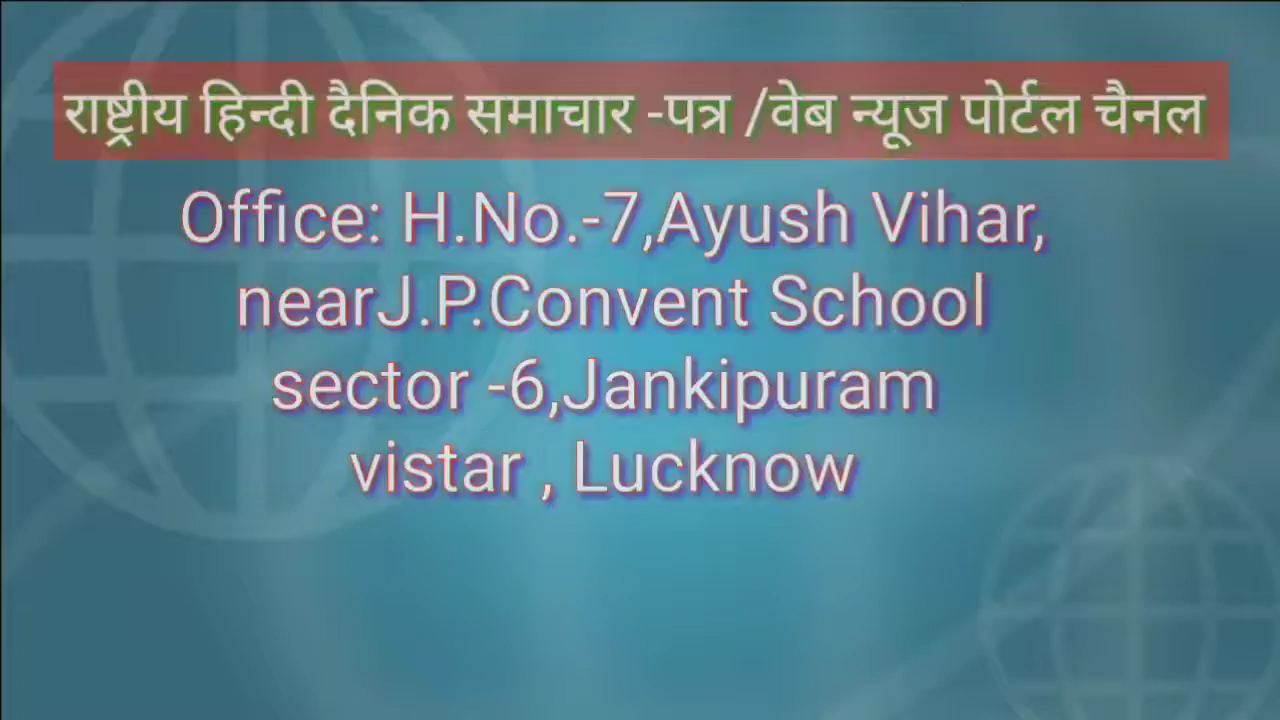 राष्ट्रीय हिन्दी दैनिक समाचार -पत्र /वेब न्यूज पोर्टल चैनल
Office: H.No.-7,Ayush Vihar,
nearJ.P.Convent School
sector -6,Jankipuram
vistar , Lucknow